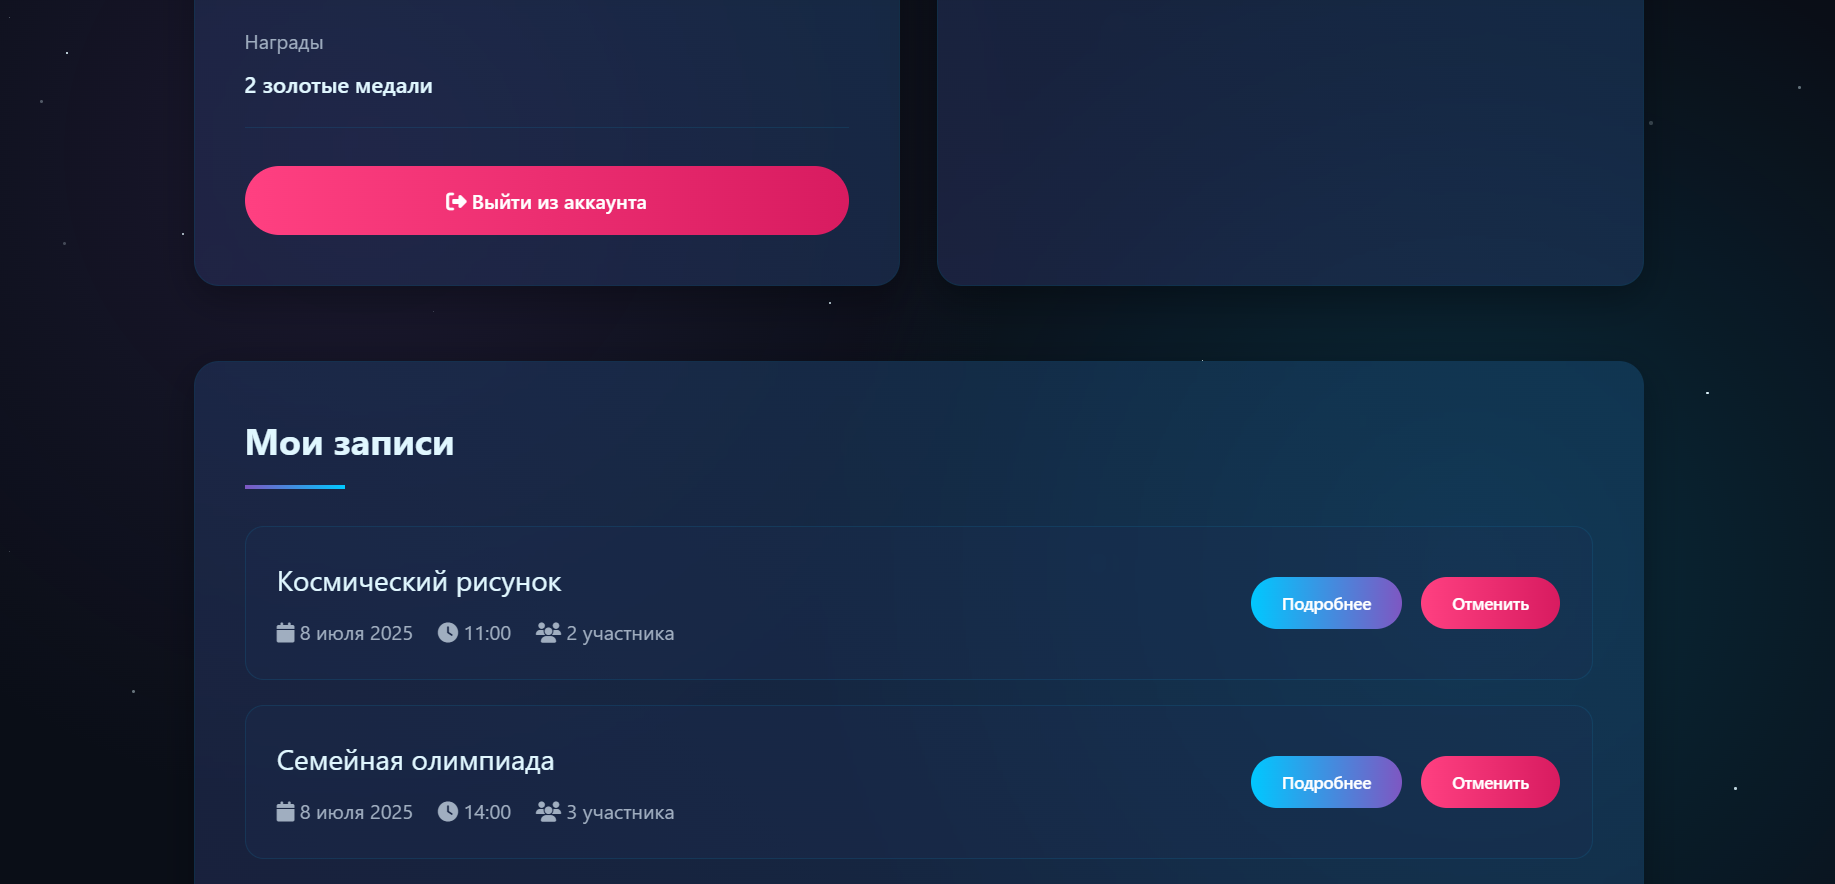 Награды
2 золотые медали
Выйти из аккаунта
Мои записи
Космический рисунок
8 июля 2025 11:00 2 участника
Подробнее Отменить
Семейная олимпиада
8 июля 2025 14:00 3 участника
Подробнее Отменить